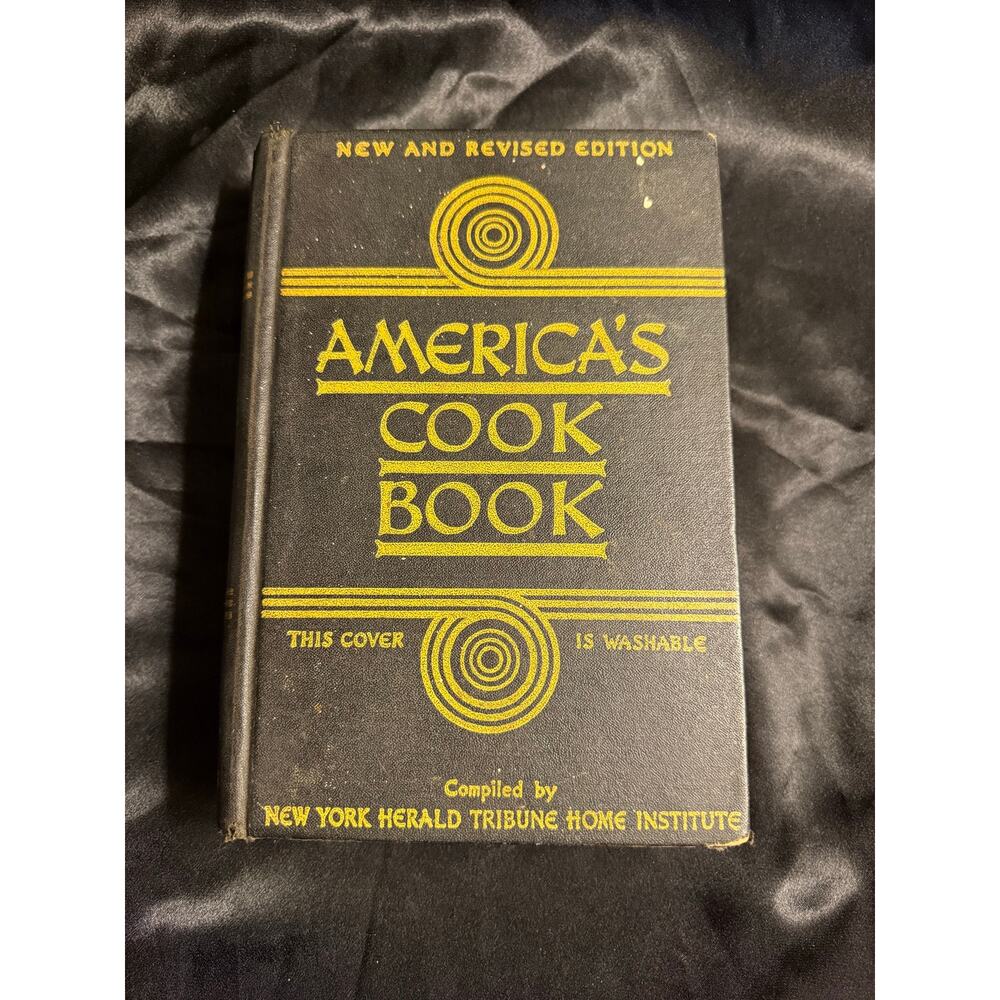 NEW AND REVISED EDITION
AMERICA'S
COOK
BOOK
THIS COVER IS WASHABLE
Compiled by
NEW YORK HERALD TRIBUNE HOME INSTITUTE